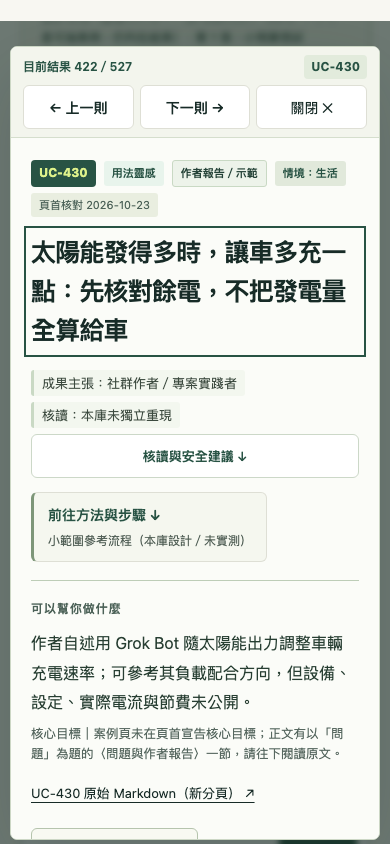 目前結果 422 / 527
UC-430
← 上一則
下一則 →
關閉 ✕
UC-430
用法靈感
作者報告 / 示範
情境：生活
頁首核對 2026-10-23
太陽能發得多時，讓車多充一
點：先核對餘電，不把發電量
全算給車
成果主張：社群作者 / 專案實踐者
核讀：本庫未獨立重現
核讀與安全建議 ↓
前往方法與步驟 ↓
小範圍參考流程（本庫設計 / 未實測）
可以幫你做什麼
作者自述用 Grok Bot 隨太陽能出力調整車輛
充電速率；可參考其負載配合方向，但設備、
設定、實際電流與節費未公開。
核心目標｜案例頁未在頁首宣告核心目標；正文有以「問
題」為題的〈問題與作者報告〉一節，請往下閱讀原文。
UC-430 原始 Markdown（新分頁） ↗